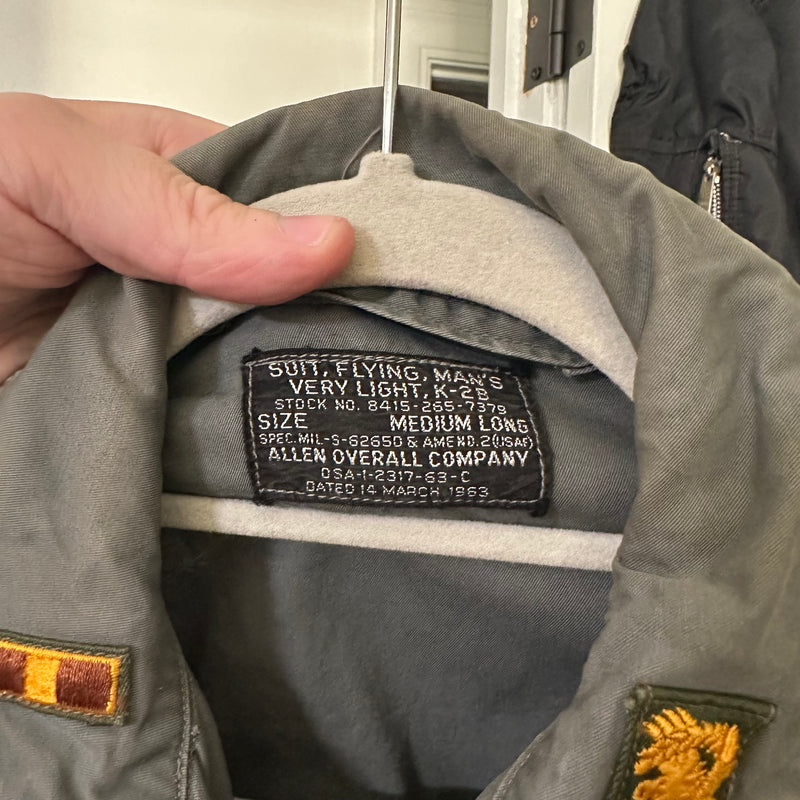 SUIT, FLYING, MAN'S
VERY LIGHT, K-2B
STOCK NO. 8415-265-7379
SIZE MEDIUM LONG
SPEC. MIL-S-6265D & AMEND.2(USAF)
ALLEN OVERALL COMPANY
DSA-1-2317-63-C
DATED 14 MARCH 1963